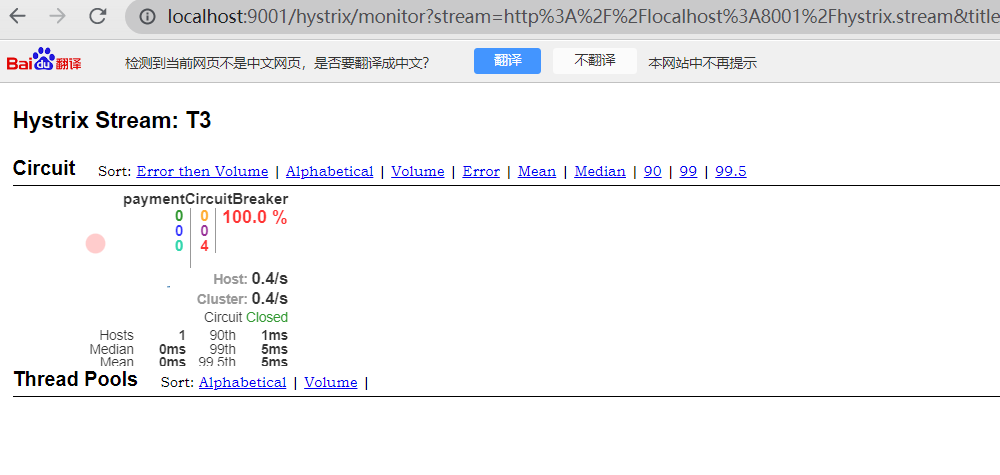 localhost:9001/hystrix/monitor?stream=http%3A%2F%2Flocalhost%3A8001%2Fhystrix.stream&title
Bai du 翻译 检测到当前网页不是中文网页，是否要翻译成中文？ 翻译 不翻译 本网站中不再提示
Hystrix Stream: T3
Circuit Sort: Error then Volume | Alphabetical | Volume | Error | Mean | Median | 90 | 99 | 99.5
paymentCircuitBreaker
0 0 100.0 %
0 0
0 4
Host: 0.4/s
Cluster: 0.4/s
Circuit Closed
Hosts 1 90th 1ms
Median 0ms 99th 5ms
Mean 0ms 99.5th 5ms
Thread Pools Sort: Alphabetical | Volume |